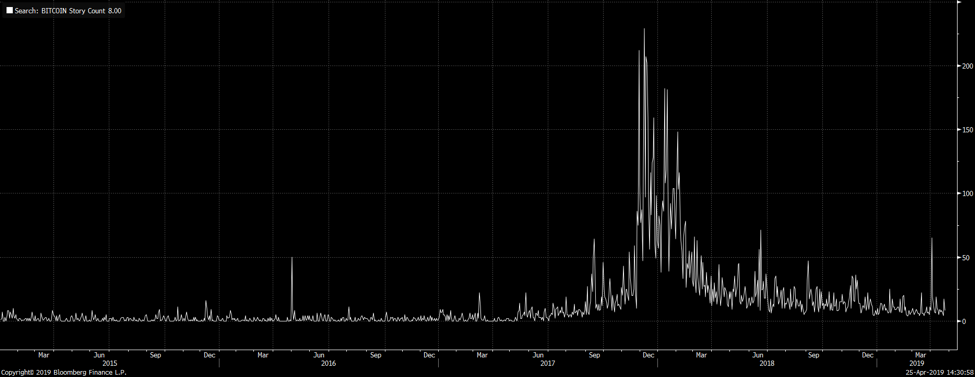 Search: BITCOIN Story Count 8.00
200
150
100
50
0
Mar Jun Sep Dec Mar Jun Sep Dec Mar Jun Sep Dec Mar Jun Sep Dec Mar
2015 2016 2017 2018 2019
Copyright© 2019 Bloomberg Finance L.P. 25-Apr-2019 14:30:58